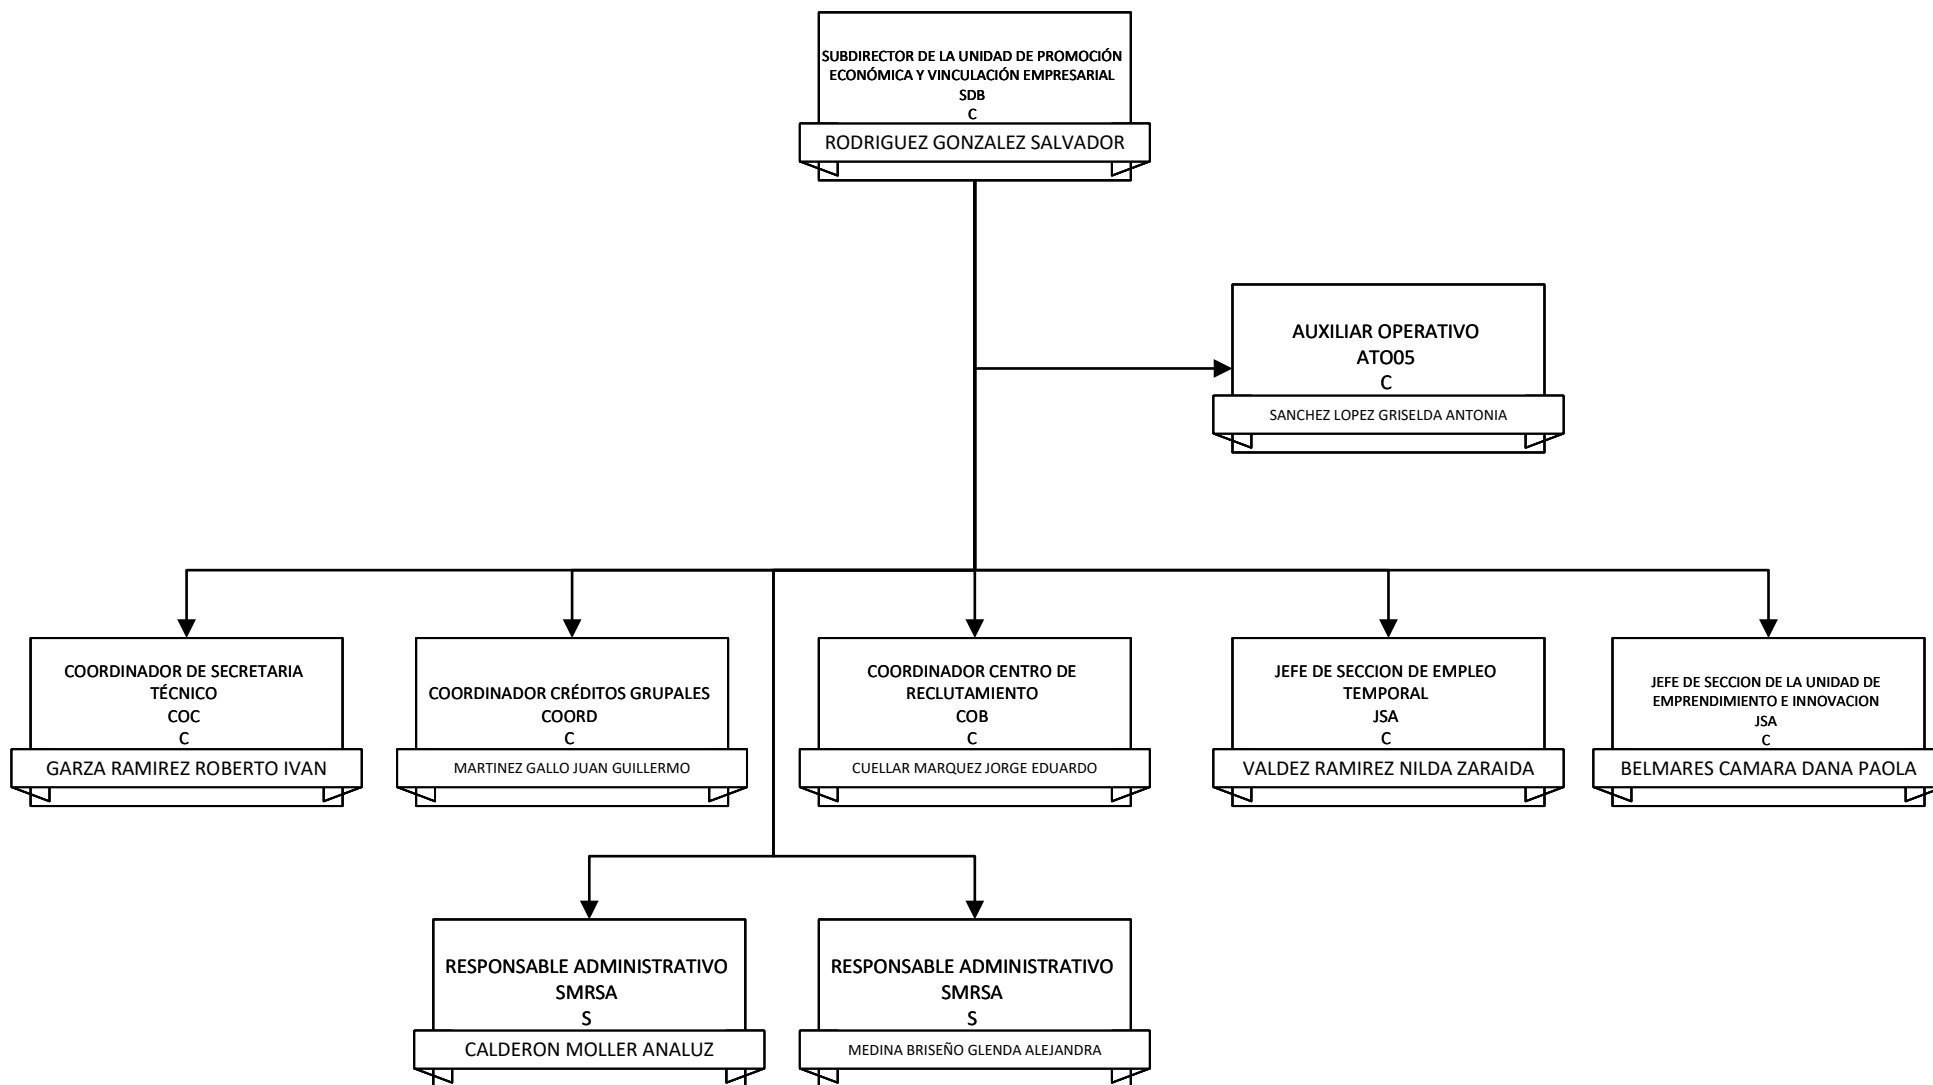 SUBDIRECTOR DE LA UNIDAD DE PROMOCIÓN
ECONÓMICA Y VINCULACIÓN EMPRESARIAL
SDB
C
RODRIGUEZ GONZALEZ SALVADOR
AUXILIAR OPERATIVO
ATO05
C
SANCHEZ LOPEZ GRISELDA ANTONIA
COORDINADOR DE SECRETARIA
TÉCNICO
COC
C
GARZA RAMIREZ ROBERTO IVAN
COORDINADOR CRÉDITOS GRUPALES
COORD
C
MARTINEZ GALLO JUAN GUILLERMO
COORDINADOR CENTRO DE
RECLUTAMIENTO
COB
C
CUELLAR MARQUEZ JORGE EDUARDO
JEFE DE SECCION DE EMPLEO
TEMPORAL
JSA
C
VALDEZ RAMIREZ NILDA ZARAIDA
JEFE DE SECCION DE LA UNIDAD DE
EMPRENDIMIENTO E INNOVACION
JSA
C
BELMARES CAMARA DANA PAOLA
RESPONSABLE ADMINISTRATIVO
SMRSA
S
CALDERON MOLLER ANALUZ
RESPONSABLE ADMINISTRATIVO
SMRSA
S
MEDINA BRISEÑO GLENDA ALEJANDRA